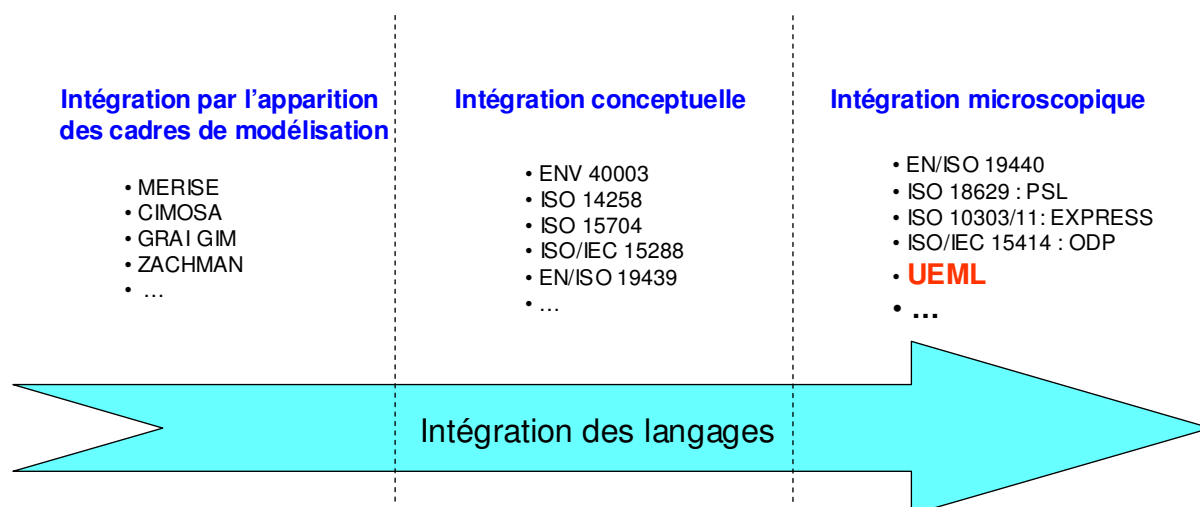 Intégration par l'apparition
des cadres de modélisation
• MERISE
• CIMOSA
• GRAI GIM
• ZACHMAN
• …
Intégration conceptuelle
• ENV 40003
• ISO 14258
• ISO 15704
• ISO/IEC 15288
• EN/ISO 19439
• …
Intégration microscopique
• EN/ISO 19440
• ISO 18629 : PSL
• ISO 10303/11: EXPRESS
• ISO/IEC 15414 : ODP
• UEML
• …
Intégration des langages